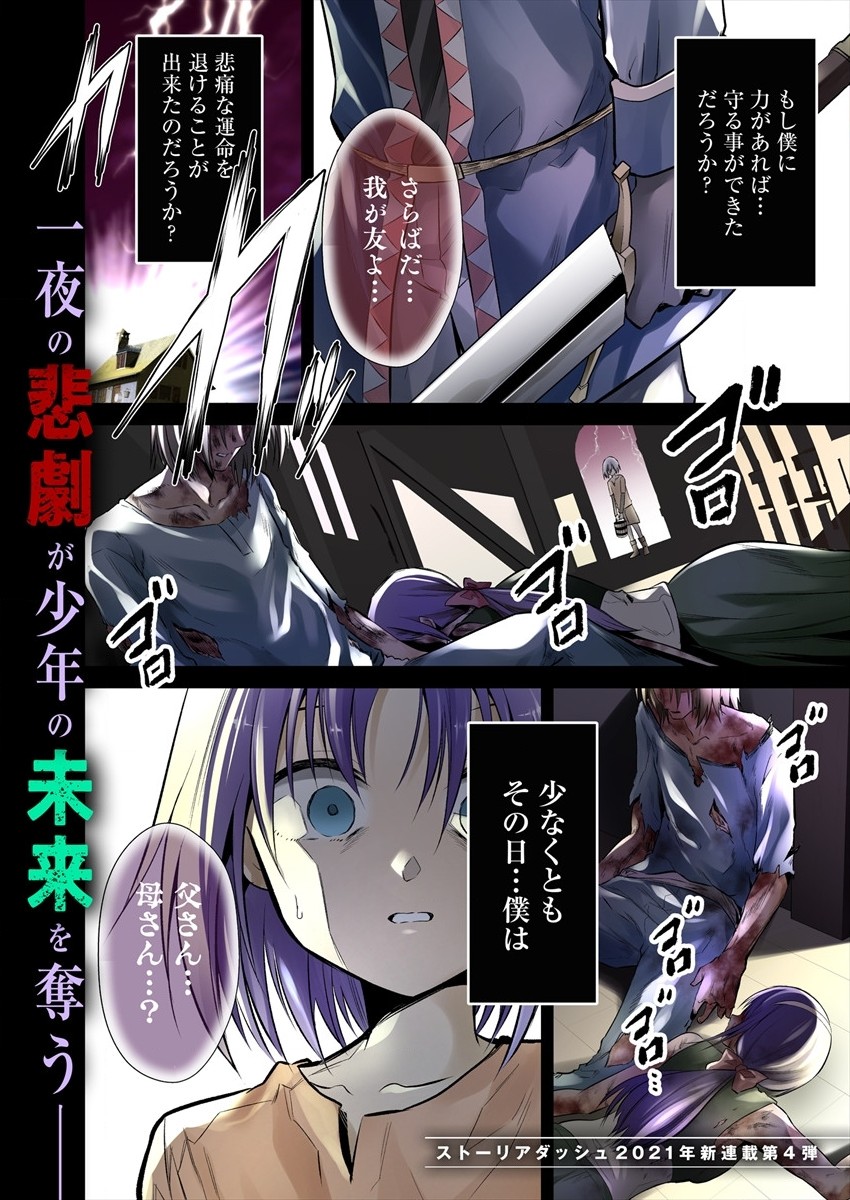 もし僕に
力があれば…
守る事ができた
だろうか？
さらばだ…
我が友よ…
悲痛な運命を
退けることが
出来たのだろうか？
ゴロ
ゴロ
ゴロ
ゴロ
ゴロ
ゴロ…
少なくとも
その日…僕は
父さん…
母さん…？
一夜の悲劇が少年の未来を奪う——
ストーリアダッシュ2021年新連載第4弾